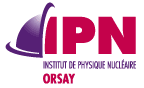 IPN
INSTITUT DE PHYSIQUE NUCLÉAIRE
ORSAY